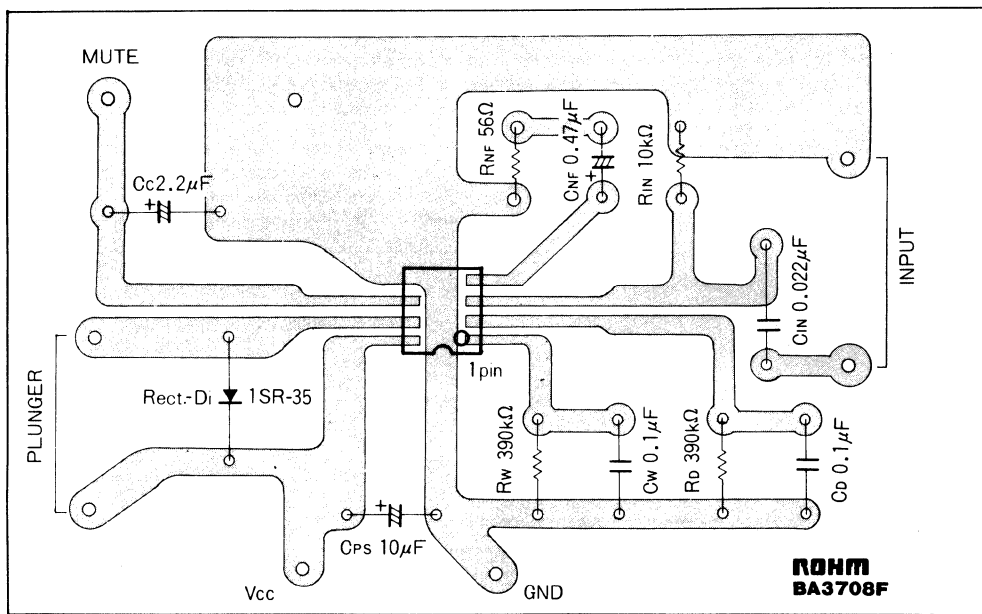 MUTE
Cc2.2μF
+
RNF 56Ω
CNF 0.47μF
+
RIN 10kΩ
INPUT
CIN 0.022μF
1pin
PLUNGER
Rect.-Di 1SR-35
RW 390kΩ
CW 0.1μF
RD 390kΩ
CD 0.1μF
+
CPS 10μF
Vcc
GND
ROHM
BA3708F